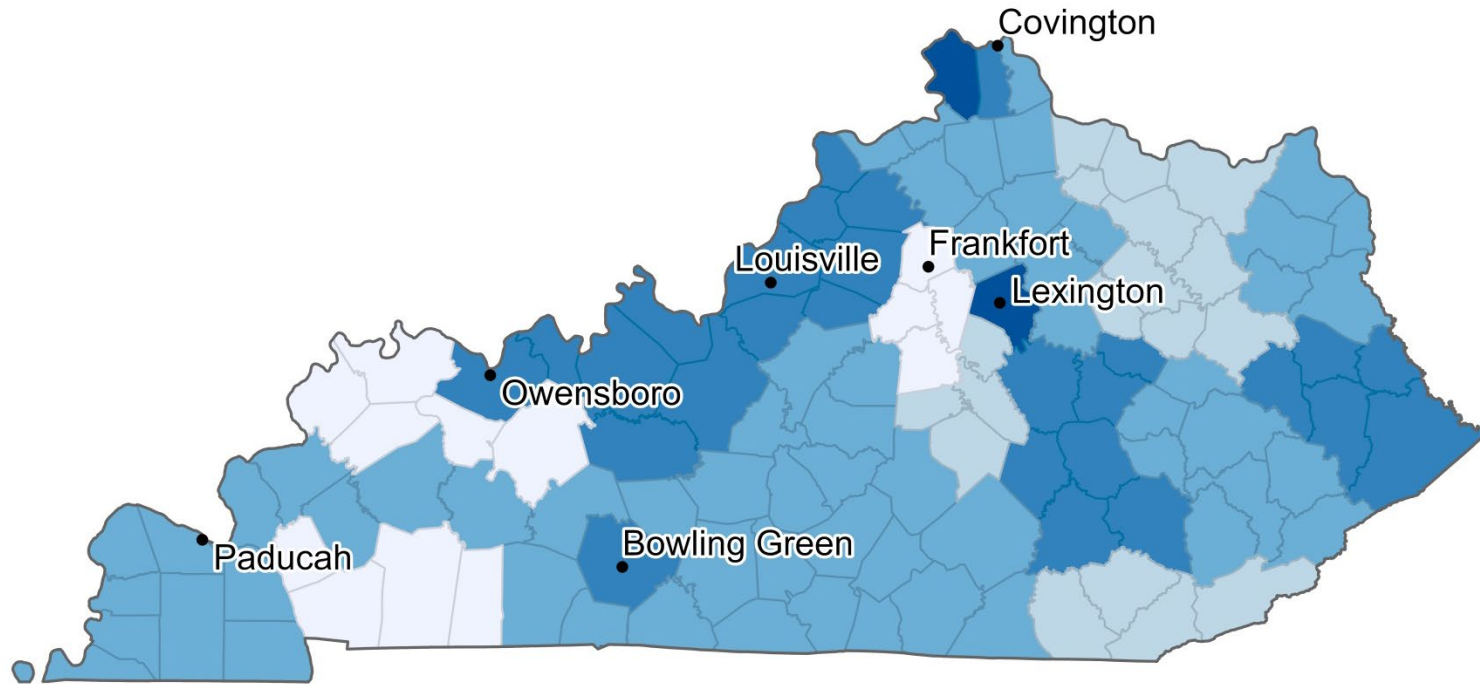 Covington
Frankfort
Louisville
Lexington
Owensboro
Bowling Green
Paducah